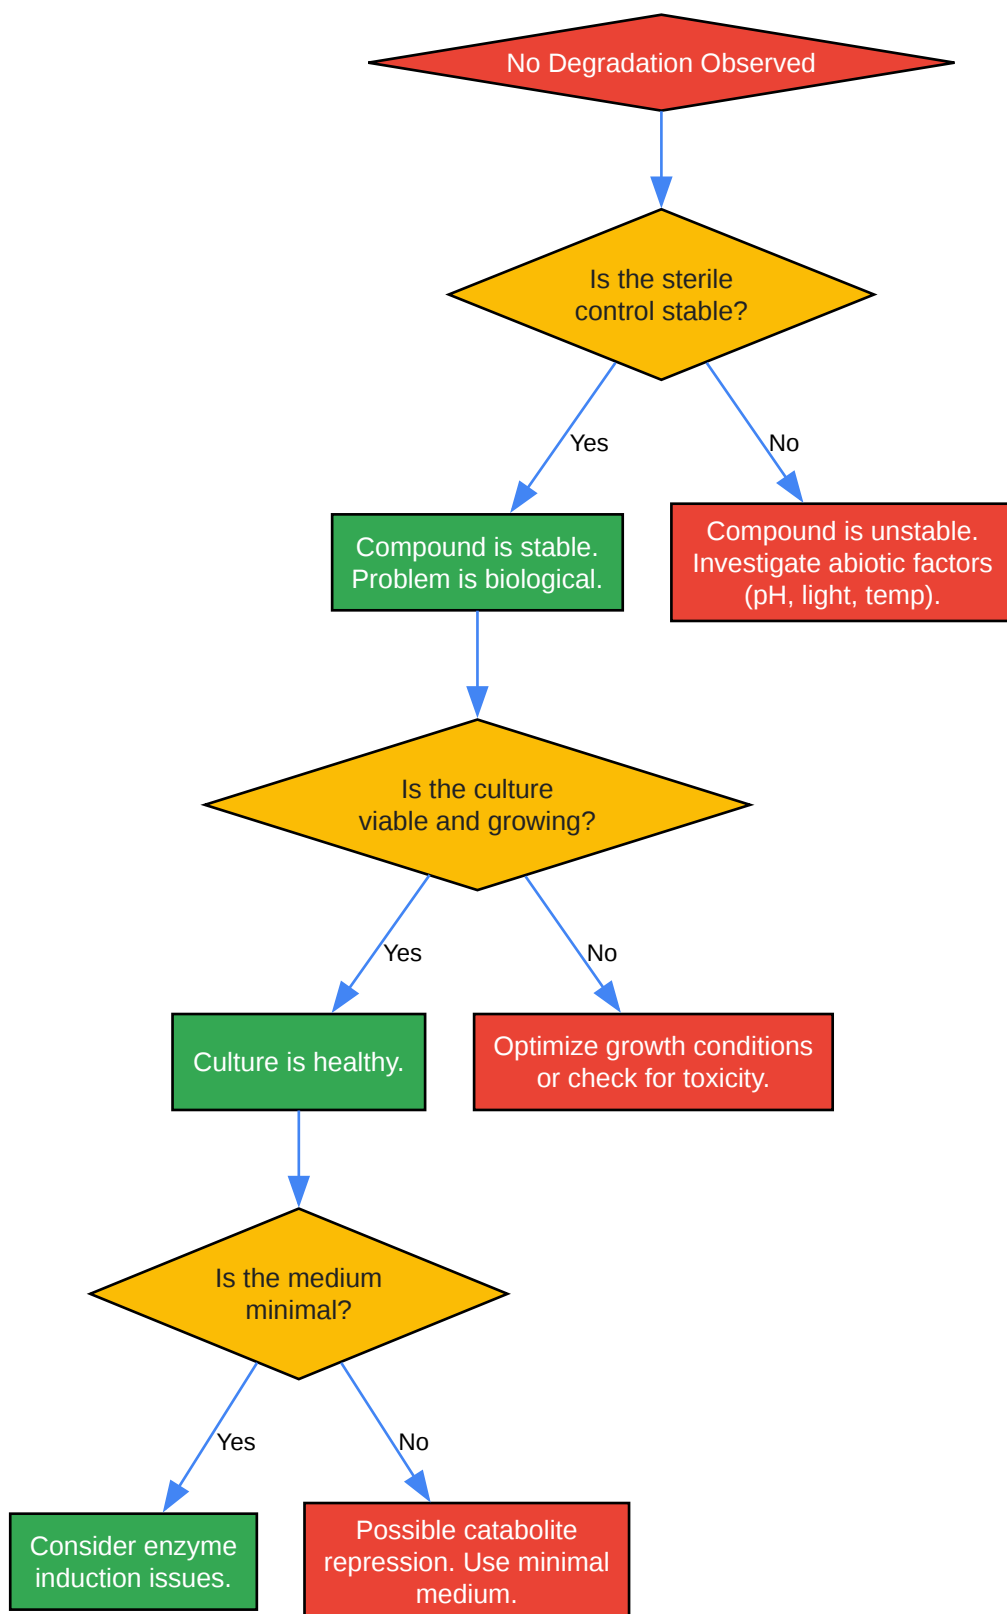 No Degradation Observed
Is the sterile
control stable?
Yes
No
Compound is stable.
Problem is biological.
Compound is unstable.
Investigate abiotic factors
(pH, light, temp).
Is the culture
viable and growing?
Yes
No
Culture is healthy.
Optimize growth conditions
or check for toxicity.
Is the medium
minimal?
Yes
No
Consider enzyme
induction issues.
Possible catabolite
repression. Use minimal
medium.